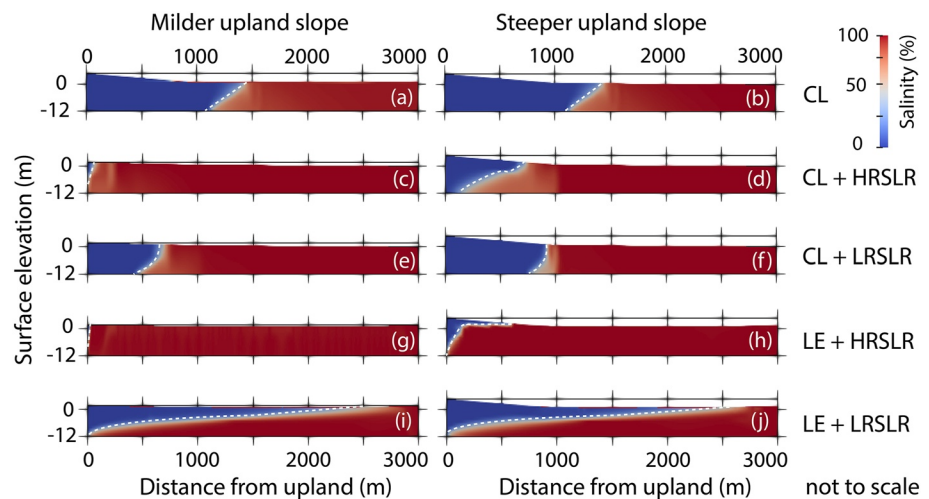 Milder upland slope Steeper upland slope
0 1000 2000 3000 0 1000 2000 3000 100
0 (a) (b) CL 50 Salinity (%)
-12 0
0 (c) (d) CL + HRSLR
-12
0 (e) (f) CL + LRSLR
-12
Surface elevation (m)
0 (g) (h) LE + HRSLR
-12
0 (i) (j) LE + LRSLR
-12
0 1000 2000 3000 0 1000 2000 3000
Distance from upland (m) Distance from upland (m) not to scale